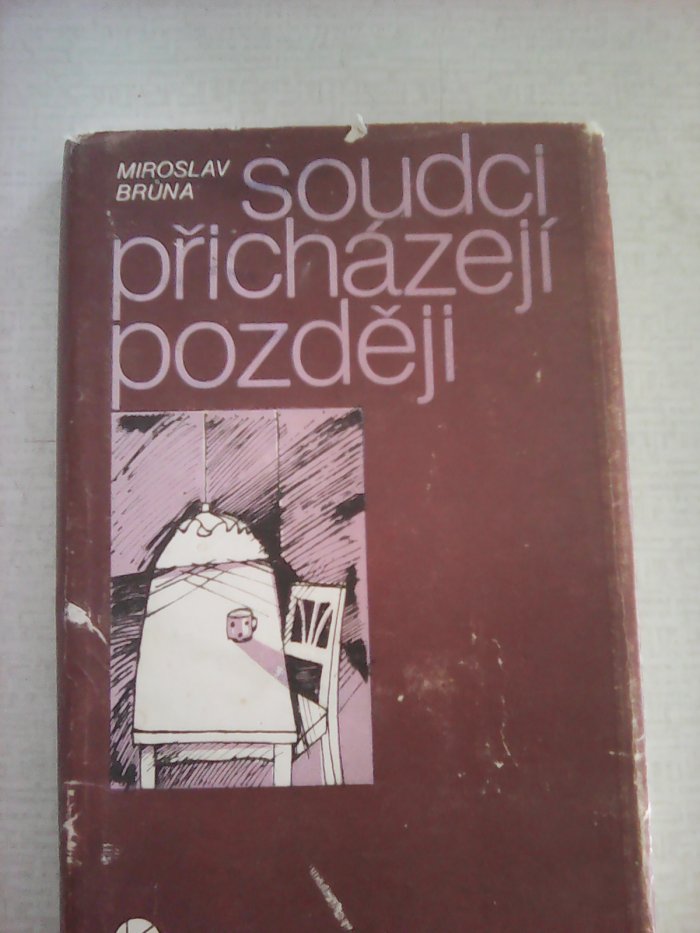 MIROSLAV
BRŮNA
soudci
přicházejí
později